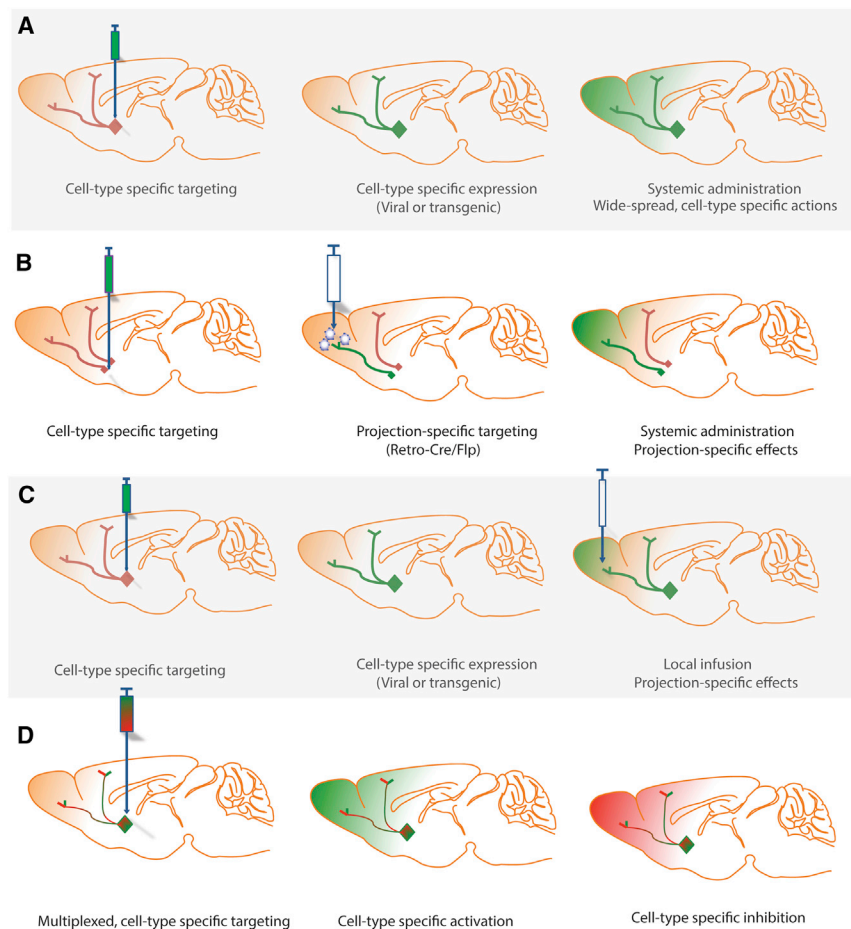 A
Cell-type specific targeting
Cell-type specific expression
(Viral or transgenic)
Systemic administration
Wide-spread, cell-type specific actions
B
Cell-type specific targeting
Projection-specific targeting
(Retro-Cre/Flp)
Systemic administration
Projection-specific effects
C
Cell-type specific targeting
Cell-type specific expression
(Viral or transgenic)
Local infusion
Projection-specific effects
D
Multiplexed, cell-type specific targeting
Cell-type specific activation
Cell-type specific inhibition